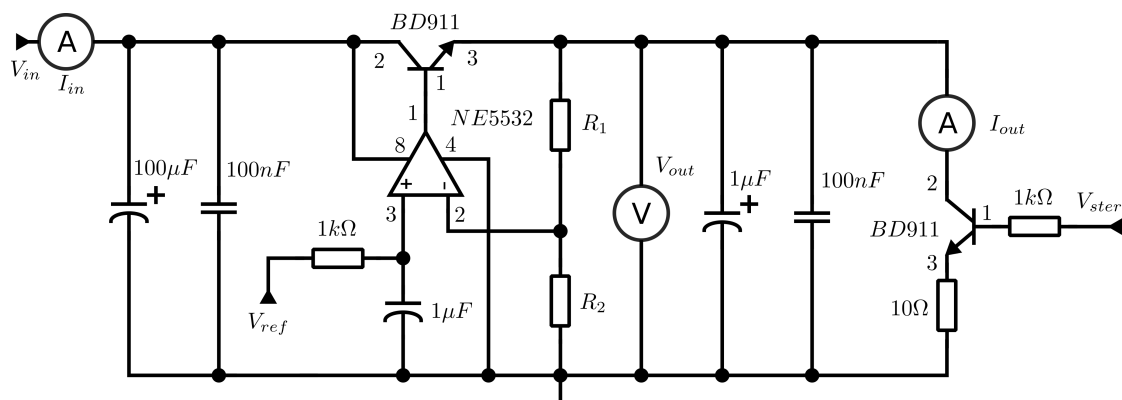 BD911
A
V_in
I_in
2
3
1
1
NE5532
8
4
R_1
A
I_out
100μF
+
100nF
V_out
1μF
+
100nF
+
-
3
2
V
2
1
1kΩ
V_ster
BD911
3
1kΩ
R_2
10Ω
V_ref
1μF